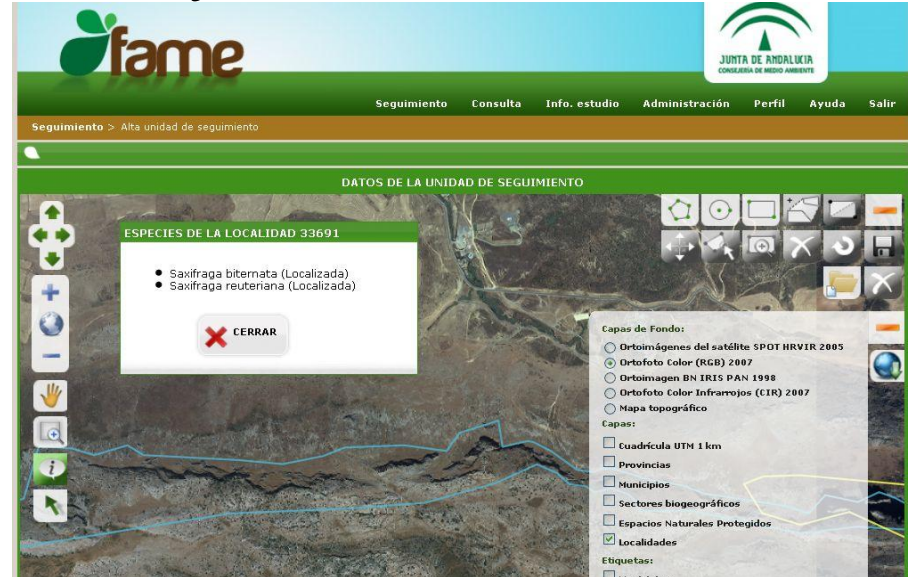 fame
JUNTA DE ANDALUCIA
CONSEJERÍA DE MEDIO AMBIENTE
Seguimiento Consulta Info. estudio Administración Perfil Ayuda Salir
Seguimiento > Alta unidad de seguimiento
DATOS DE LA UNIDAD DE SEGUIMIENTO
ESPECIES DE LA LOCALIDAD 33691
Saxifraga biternata (Localizada)
Saxifraga reuteriana (Localizada)
CERRAR
Capas de Fondo:
Ortoimágenes del satélite SPOT HRVIR 2005
Ortofoto Color (RGB) 2007
Ortoimagen BN IRIS PAN 1998
Ortofoto Color Infrarrojos (CIR) 2007
Mapa topográfico
Capas:
Cuadrícula UTM 1 km
Provincias
Municipios
Sectores biogeográficos
Espacios Naturales Protegidos
Localidades
Etiquetas: